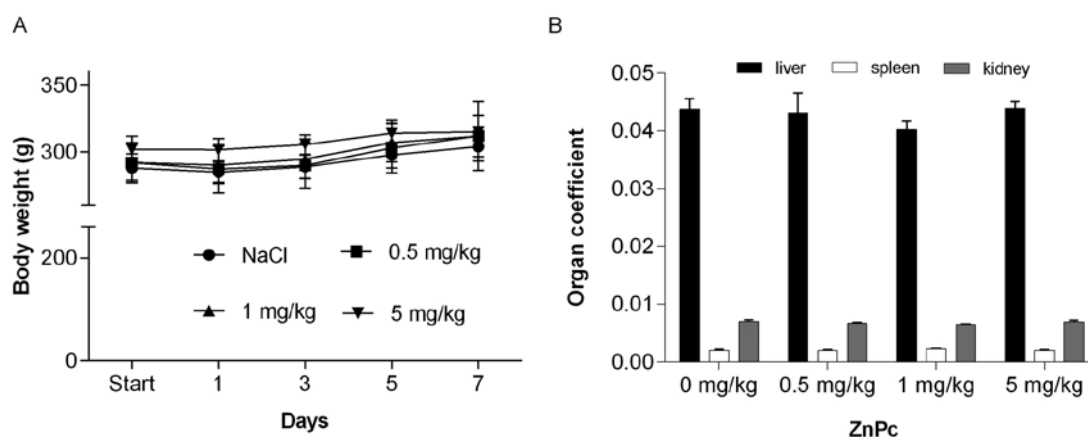 A
Body weight (g)
350
300
200
0
NaCl
0.5 mg/kg
1 mg/kg
5 mg/kg
Start 1 3 5 7
Days
B
liver spleen kidney
Organ coefficient
0.05
0.04
0.03
0.02
0.01
0.00
0 mg/kg 0.5 mg/kg 1 mg/kg 5 mg/kg
ZnPc